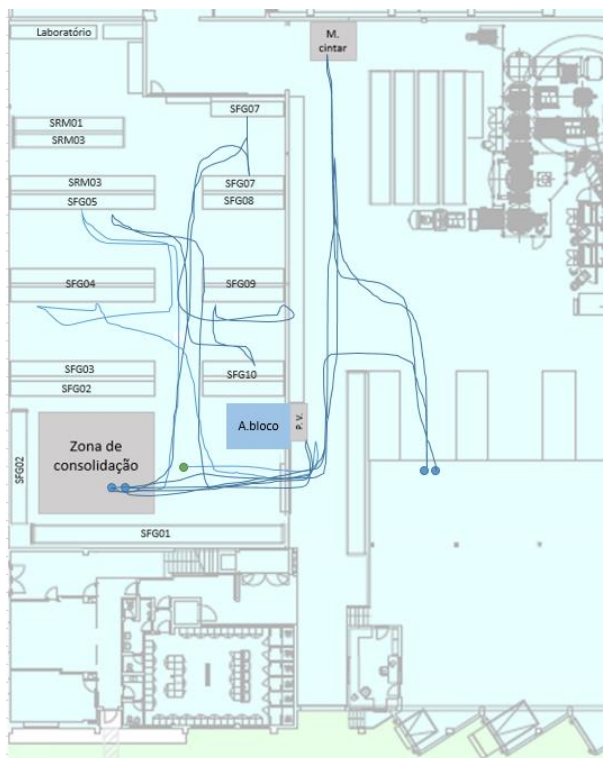 M.
cintar
Laboratório
SFG07
SRM01
SRM03
SRM03
SFG07
SFG05
SFG08
SFG04
SFG09
SFG03
SFG10
SFG02
A.bloco
P. V.
Zona de
consolidação
SFG02
SFG01